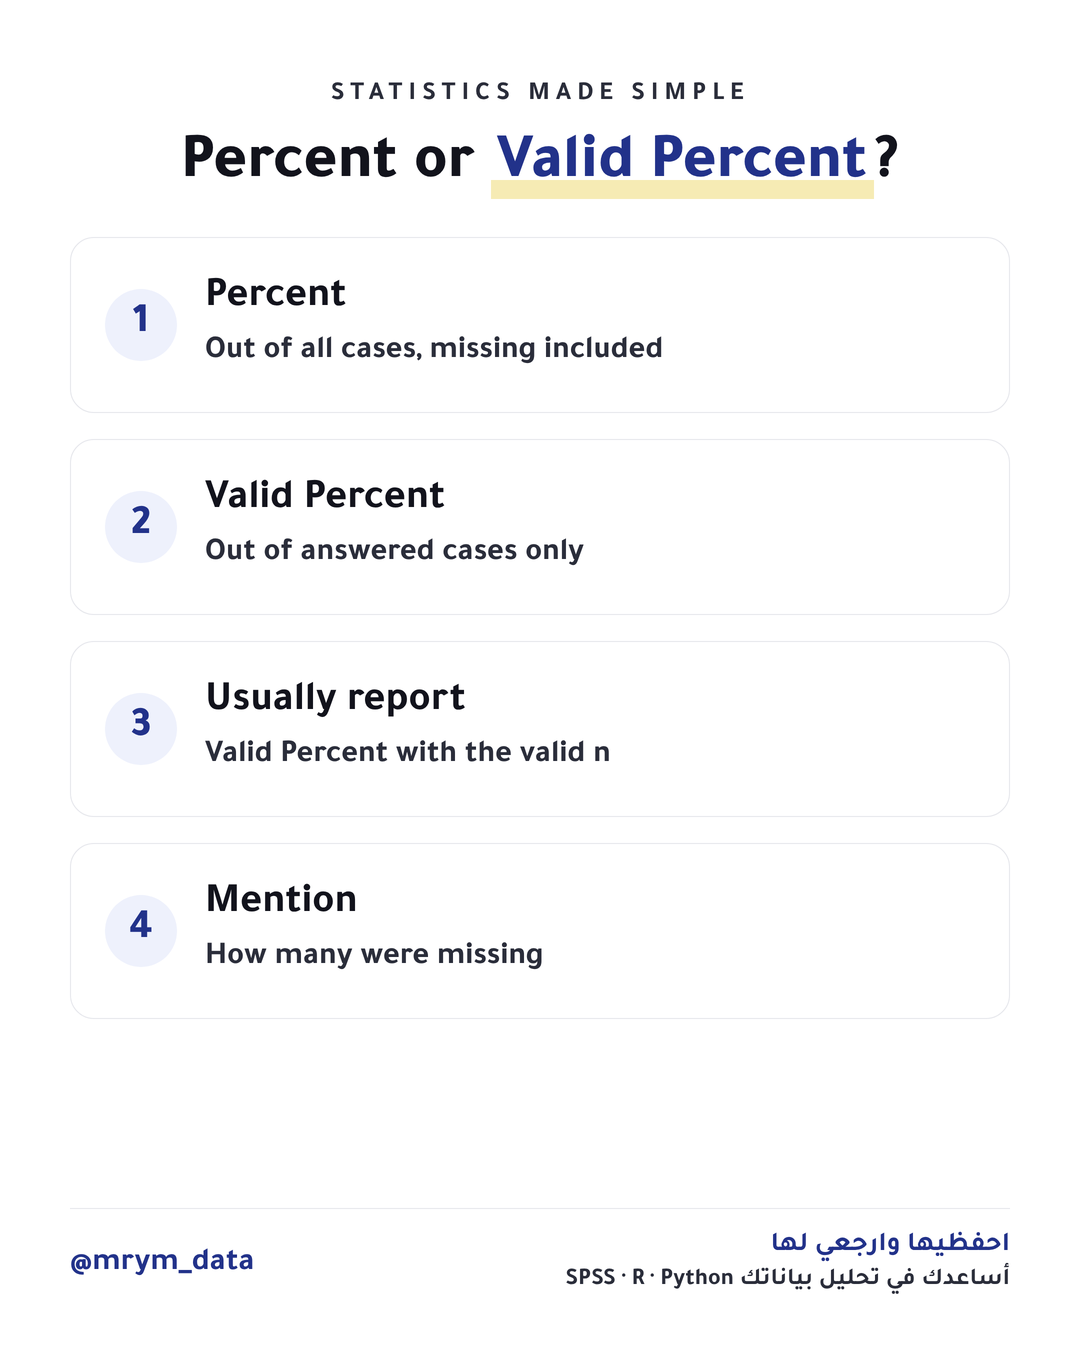 STATISTICS MADE SIMPLE
Percent or Valid Percent?
1
Percent
Out of all cases, missing included
2
Valid Percent
Out of answered cases only
3
Usually report
Valid Percent with the valid n
4
Mention
How many were missing
@mrym_data
احفظيها وارجعي لها
أساعدك في تحليل بياناتك SPSS · R · Python